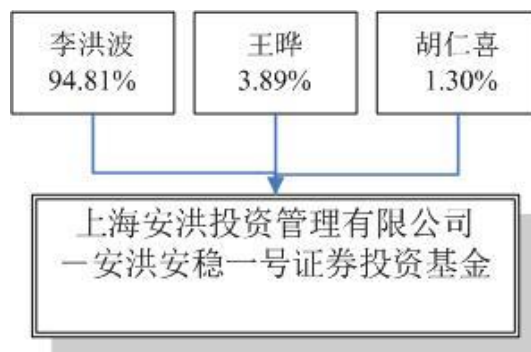 李洪波
94.81%
王晔
3.89%
胡仁喜
1.30%
上海安洪投资管理有限公司
－安洪安稳一号证券投资基金